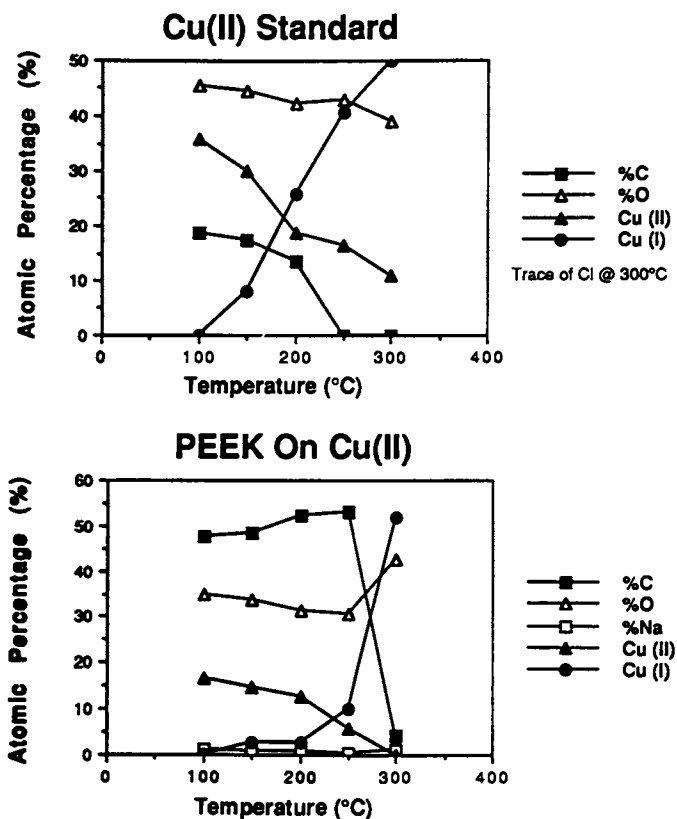 Cu(II) Standard
Atomic Percentage (%)
50
40
30
20
10
0
0 100 200 300 400
Temperature (°C)
%C
%O
Cu (II)
Cu (I)
Trace of Cl @ 300°C
PEEK On Cu(II)
Atomic Percentage (%)
60
50
40
30
20
10
0
0 100 200 300 400
Temperature (°C)
%C
%O
%Na
Cu (II)
Cu (I)